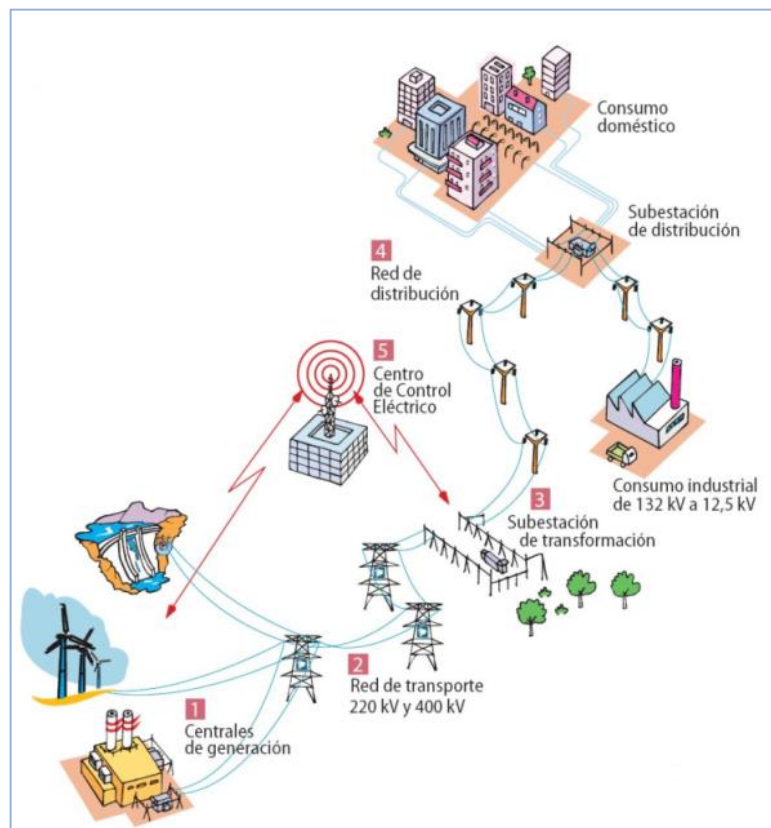 Consumo
doméstico
Subestación
de distribución
4
Red de
distribución
5
Centro
de Control
Eléctrico
Consumo industrial
de 132 kV a 12,5 kV
3
Subestación
de transformación
2
Red de transporte
220 kV y 400 kV
1
Centrales
de generación